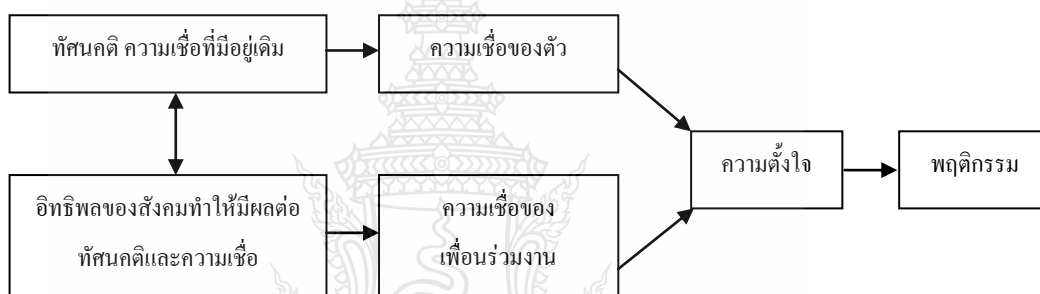 ทัศนคติ ความเชื่อที่มีอยู่เดิม
ความเชื่อของตัว
ความตั้งใจ
พฤติกรรม
อิทธิพลของสังคมทำให้มีผลต่อ
ทัศนคติและความเชื่อ
ความเชื่อของ
เพื่อนร่วมงาน